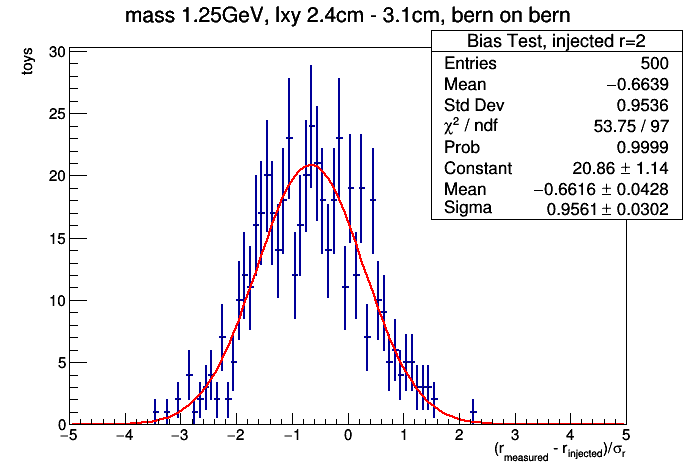 mass 1.25GeV, lxy 2.4cm - 3.1cm, bern on bern
Bias Test, injected r=2
Entries 500
Mean −0.6639
Std Dev 0.9536
χ² / ndf 53.75 / 97
Prob 0.9999
Constant 20.86 ± 1.14
Mean −0.6616 ± 0.0428
Sigma 0.9561 ± 0.0302
toys
30
25
20
15
10
5
0
−5 −4 −3 −2 −1 0 1 2 3 4 5
(r_measured - r_injected)/σ_r